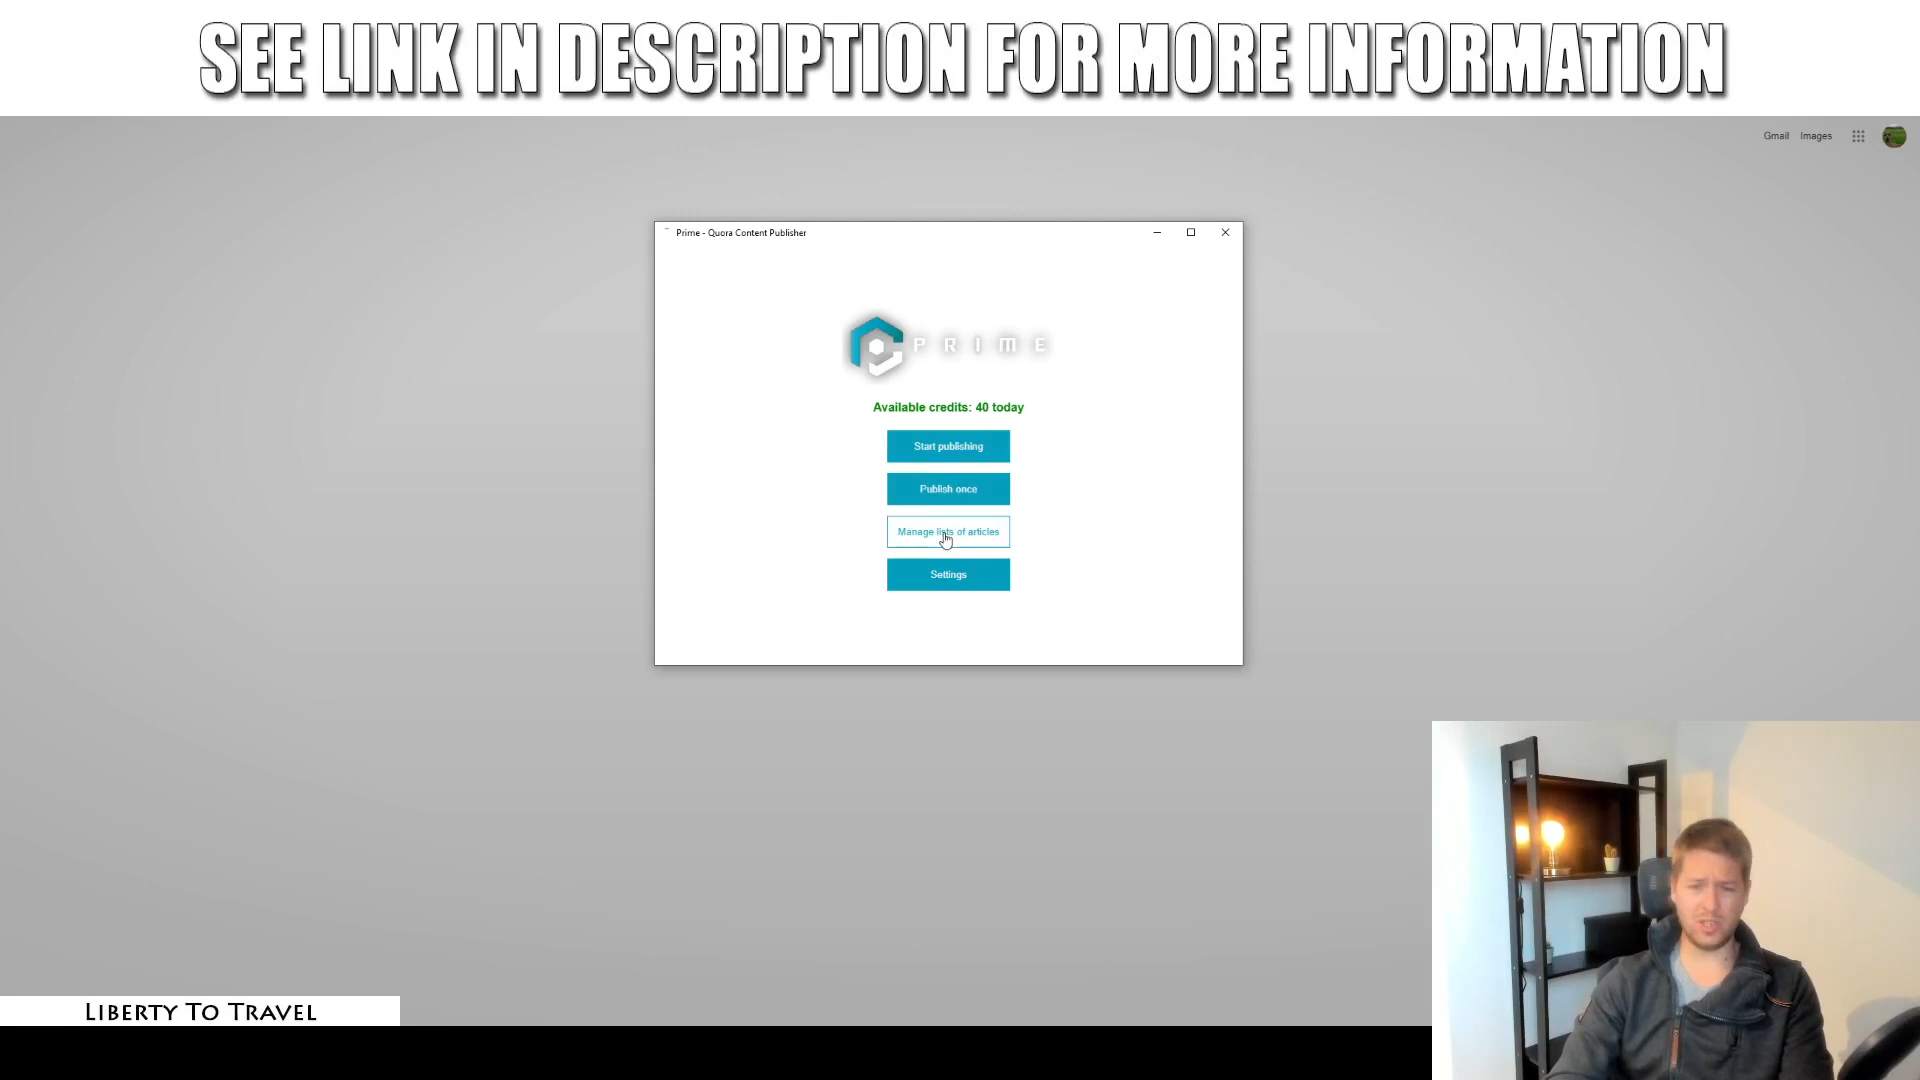 SEE LINK IN DESCRIPTION FOR MORE INFORMATION
Gmail Images
Prime - Quora Content Publisher
PRIME
Available credits: 40 today
Start publishing
Publish once
Manage lists of articles
Settings
LIBERTY TO TRAVEL